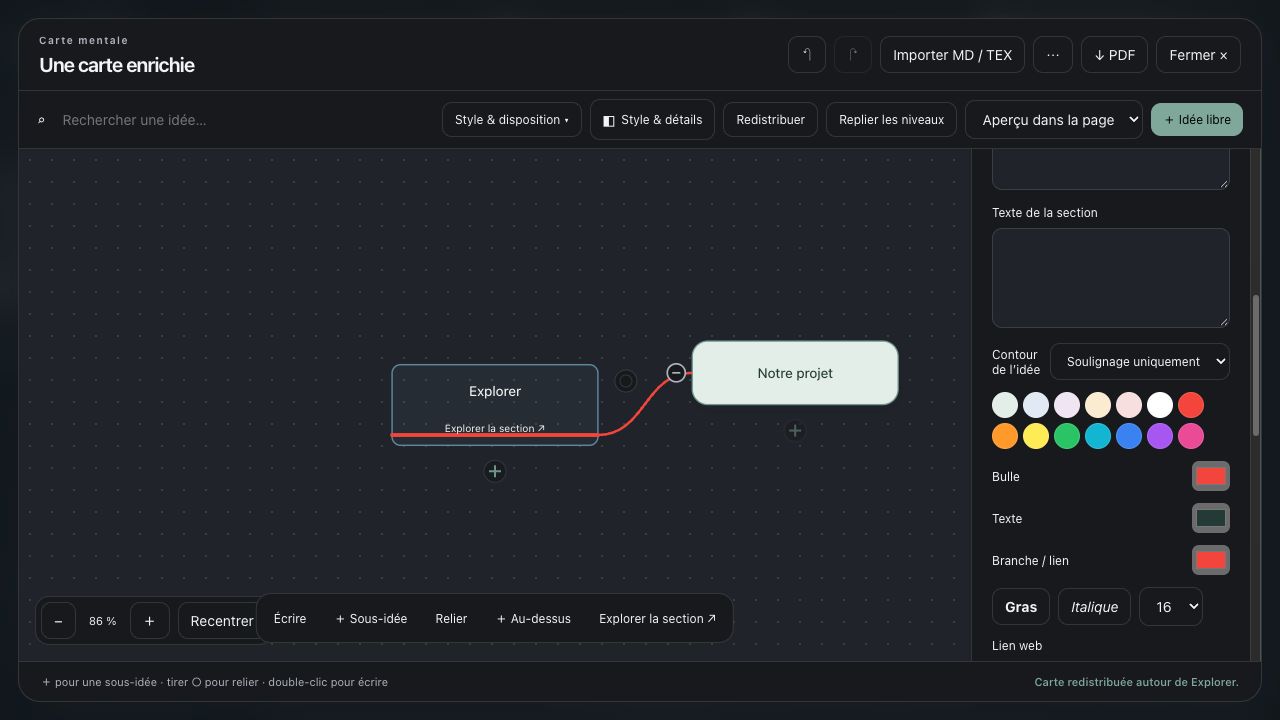 Carte mentale
Une carte enrichie
Importer MD / TEX
···
↓ PDF
Fermer ×
Rechercher une idée...
Style & disposition ▾
◧ Style & détails
Redistribuer
Replier les niveaux
Aperçu dans la page
+ Idée libre
Texte de la section
Contour
de l'idée
Soulignage uniquement
Notre projet
Explorer
Explorer la section ↗
Bulle
Texte
Branche / lien
Gras
Italique
16
Lien web
−
86 %
+
Recentrer
Écrire
+ Sous-idée
Relier
+ Au-dessus
Explorer la section ↗
+ pour une sous-idée · tirer ○ pour relier · double-clic pour écrire
Carte redistribuée autour de Explorer.